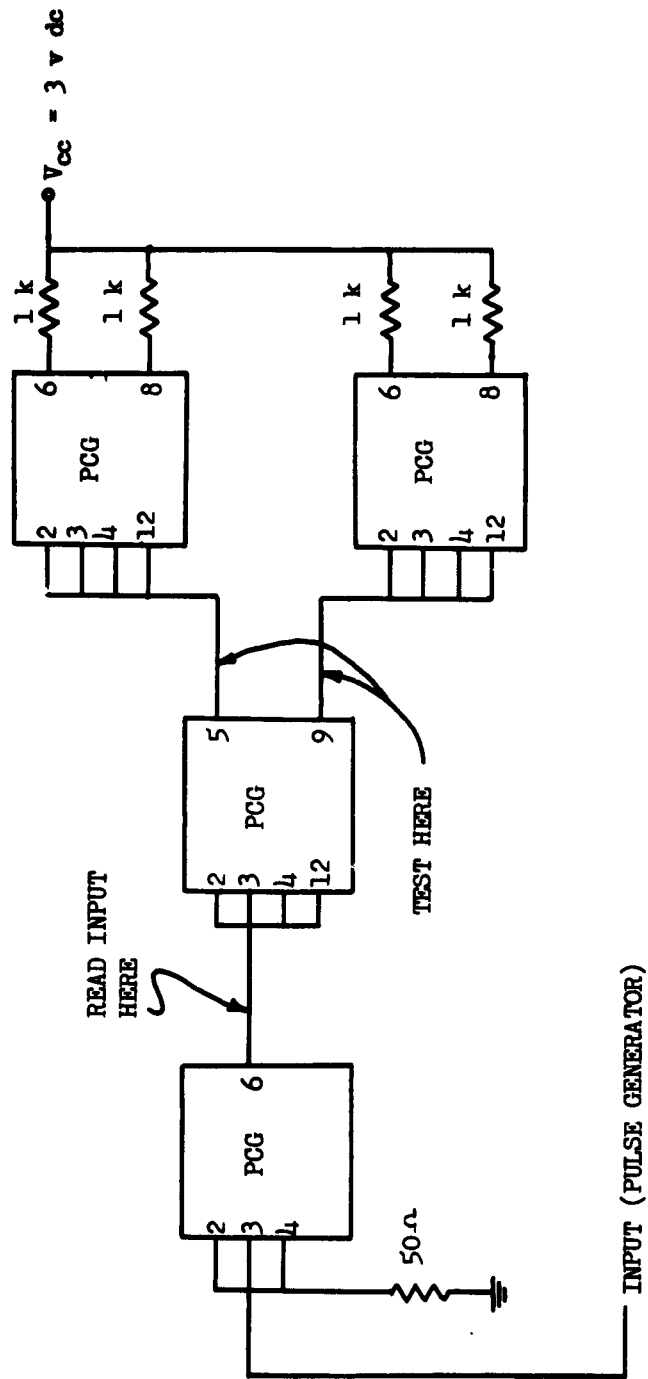 V_cc = 3 v dc
1 k
1 k
1 k
1 k
2
3
4
12
PCG
6
8
2
3
4
12
PCG
6
8
READ INPUT
HERE
2
3
4
12
PCG
5
9
TEST HERE
2
3
4
PCG
6
50Ω
INPUT (PULSE GENERATOR)